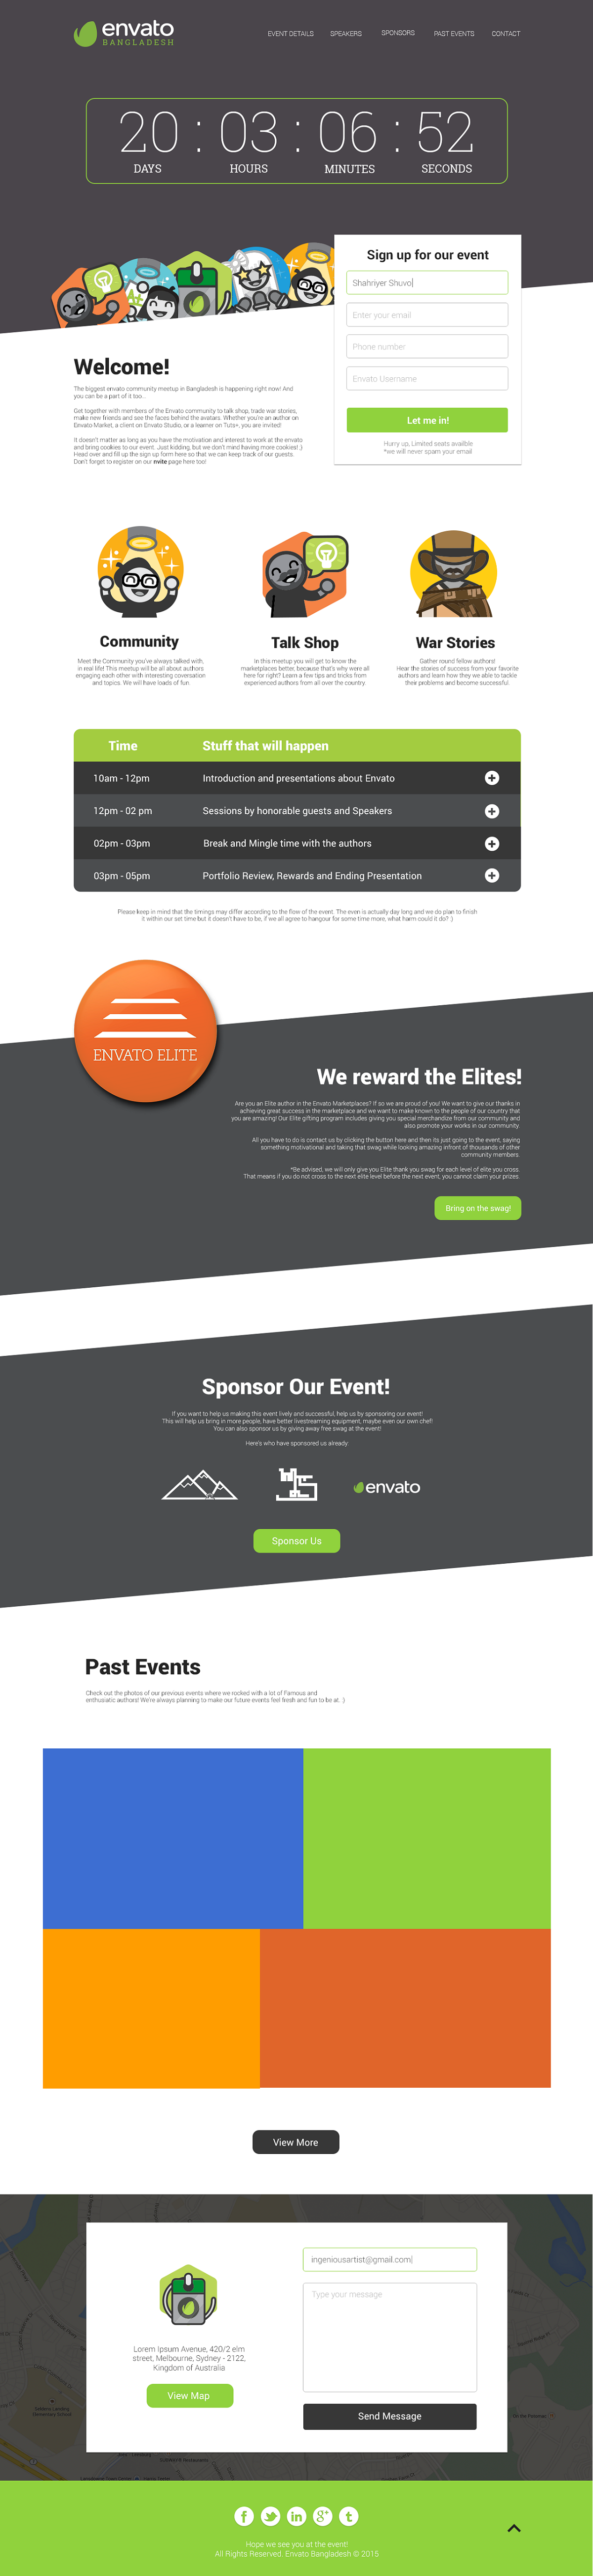 envato
BANGLADESH
EVENT DETAILS SPEAKERS SPONSORS PAST EVENTS CONTACT
20 : 03 : 06 : 52
DAYS HOURS MINUTES SECONDS
Sign up for our event
Shahriyer Shuvo
Enter your email
Phone number
Envato Username
Let me in!
Hurry up, Limited seats availble
*we will never spam your email
Welcome!
The biggest envato community meetup in Bangladesh is happening right now! And
you can be a part of it too...
Get together with members of the Envato community to talk shop, trade war stories,
make new friends and see the faces behind the avatars. Whether you're an author on
Envato Market, a client on Envato Studio, or a learner on Tuts+, you are invited!
It doesn't matter as long as you have the motivation and interest to work at the envato
and bring cookies to our event. Just kidding, but we don't mind having more cookies! ;)
Head over and fill up the sign up form here so that we can keep track of our guests.
Don't forget to register on our nvite page here too!
Community
Meet the Community you've always talked with,
in real life! This meetup will be all about authors
engaging each other with interesting coversation
and topics. We will have loads of fun.
Talk Shop
In this meetup you will get to know the
marketplaces better, because that's why were all
here for right? Learn a few tips and tricks from
experienced authors from all over the country.
War Stories
Gather round fellow authors!
Hear the stories of success from your favorite
authors and learn how they were able to tackle
their problems and become successful.
Time Stuff that will happen
10am - 12pm Introduction and presentations about Envato
12pm - 02 pm Sessions by honorable guests and Speakers
02pm - 03pm Break and Mingle time with the authors
03pm - 05pm Portfolio Review, Rewards and Ending Presentation
Please keep in mind that the timings may differ according to the flow of the event. The even is actually day long and we do plan to finish
it within our set time but it doesn't have to be, if we all agree to hangour for some time more, what harm could it do? :)
ENVATO ELITE
We reward the Elites!
Are you an Elite author in the Envato Marketplaces? If so we are proud of you! We want to give our thanks in
achieving great success in the marketplace and we want to make known to the people of our country that
you are amazing! Our Elite gifting program includes giving you special merchandize from our community and
also promote your works in our community.
All you have to do is contact us by clicking the button here and then its just going to the event, saying
something motivational and taking that swag while looking amazing infront of thousands of other
community members.
*Be advised, we will only give you Elite thank you swag for each level of elite you cross.
That means if you do not cross to the next elite level before the next event, you cannot claim your prizes.
Bring on the swag!
Sponsor Our Event!
If you want to help us making this event lively and successful, help us by sponsoring our event!
This will help us bring in more people, have better livestreaming equipment, maybe even our own chef!
You can also sponsor us by giving away free swag at the event!
Here's who have sponsored us already
envato
Sponsor Us
Past Events
Check out the photos of our previous events where we rocked with a lot of Famous and
enthusiatic authors! We're always planning to make our future events feel fresh and fun to be at. :)
View More
ingeniousartist@gmail.com
Type your message
Lorem Ipsum Avenue, 420/2 elm
street, Melbourne, Sydney - 2122,
Kingdom of Australia
View Map
Send Message
Hope we see you at the event!
All Rights Reserved. Envato Bangladesh © 2015